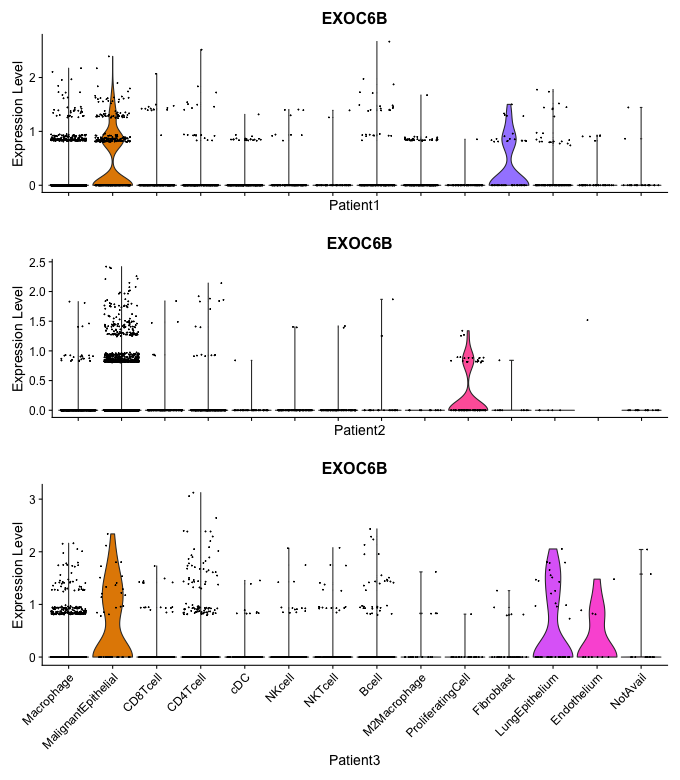 EXOC6B
Expression Level
2
1
0
Patient1
EXOC6B
Expression Level
2.5
2.0
1.5
1.0
0.5
0.0
Patient2
EXOC6B
Expression Level
3
2
1
0
Macrophage
MalignantEpithelial
CD8Tcell
CD4Tcell
cDC
NKcell
NKTcell
Bcell
M2Macrophage
ProliferatingCell
Fibroblast
LungEpithelium
Endothelium
NotAvail
Patient3